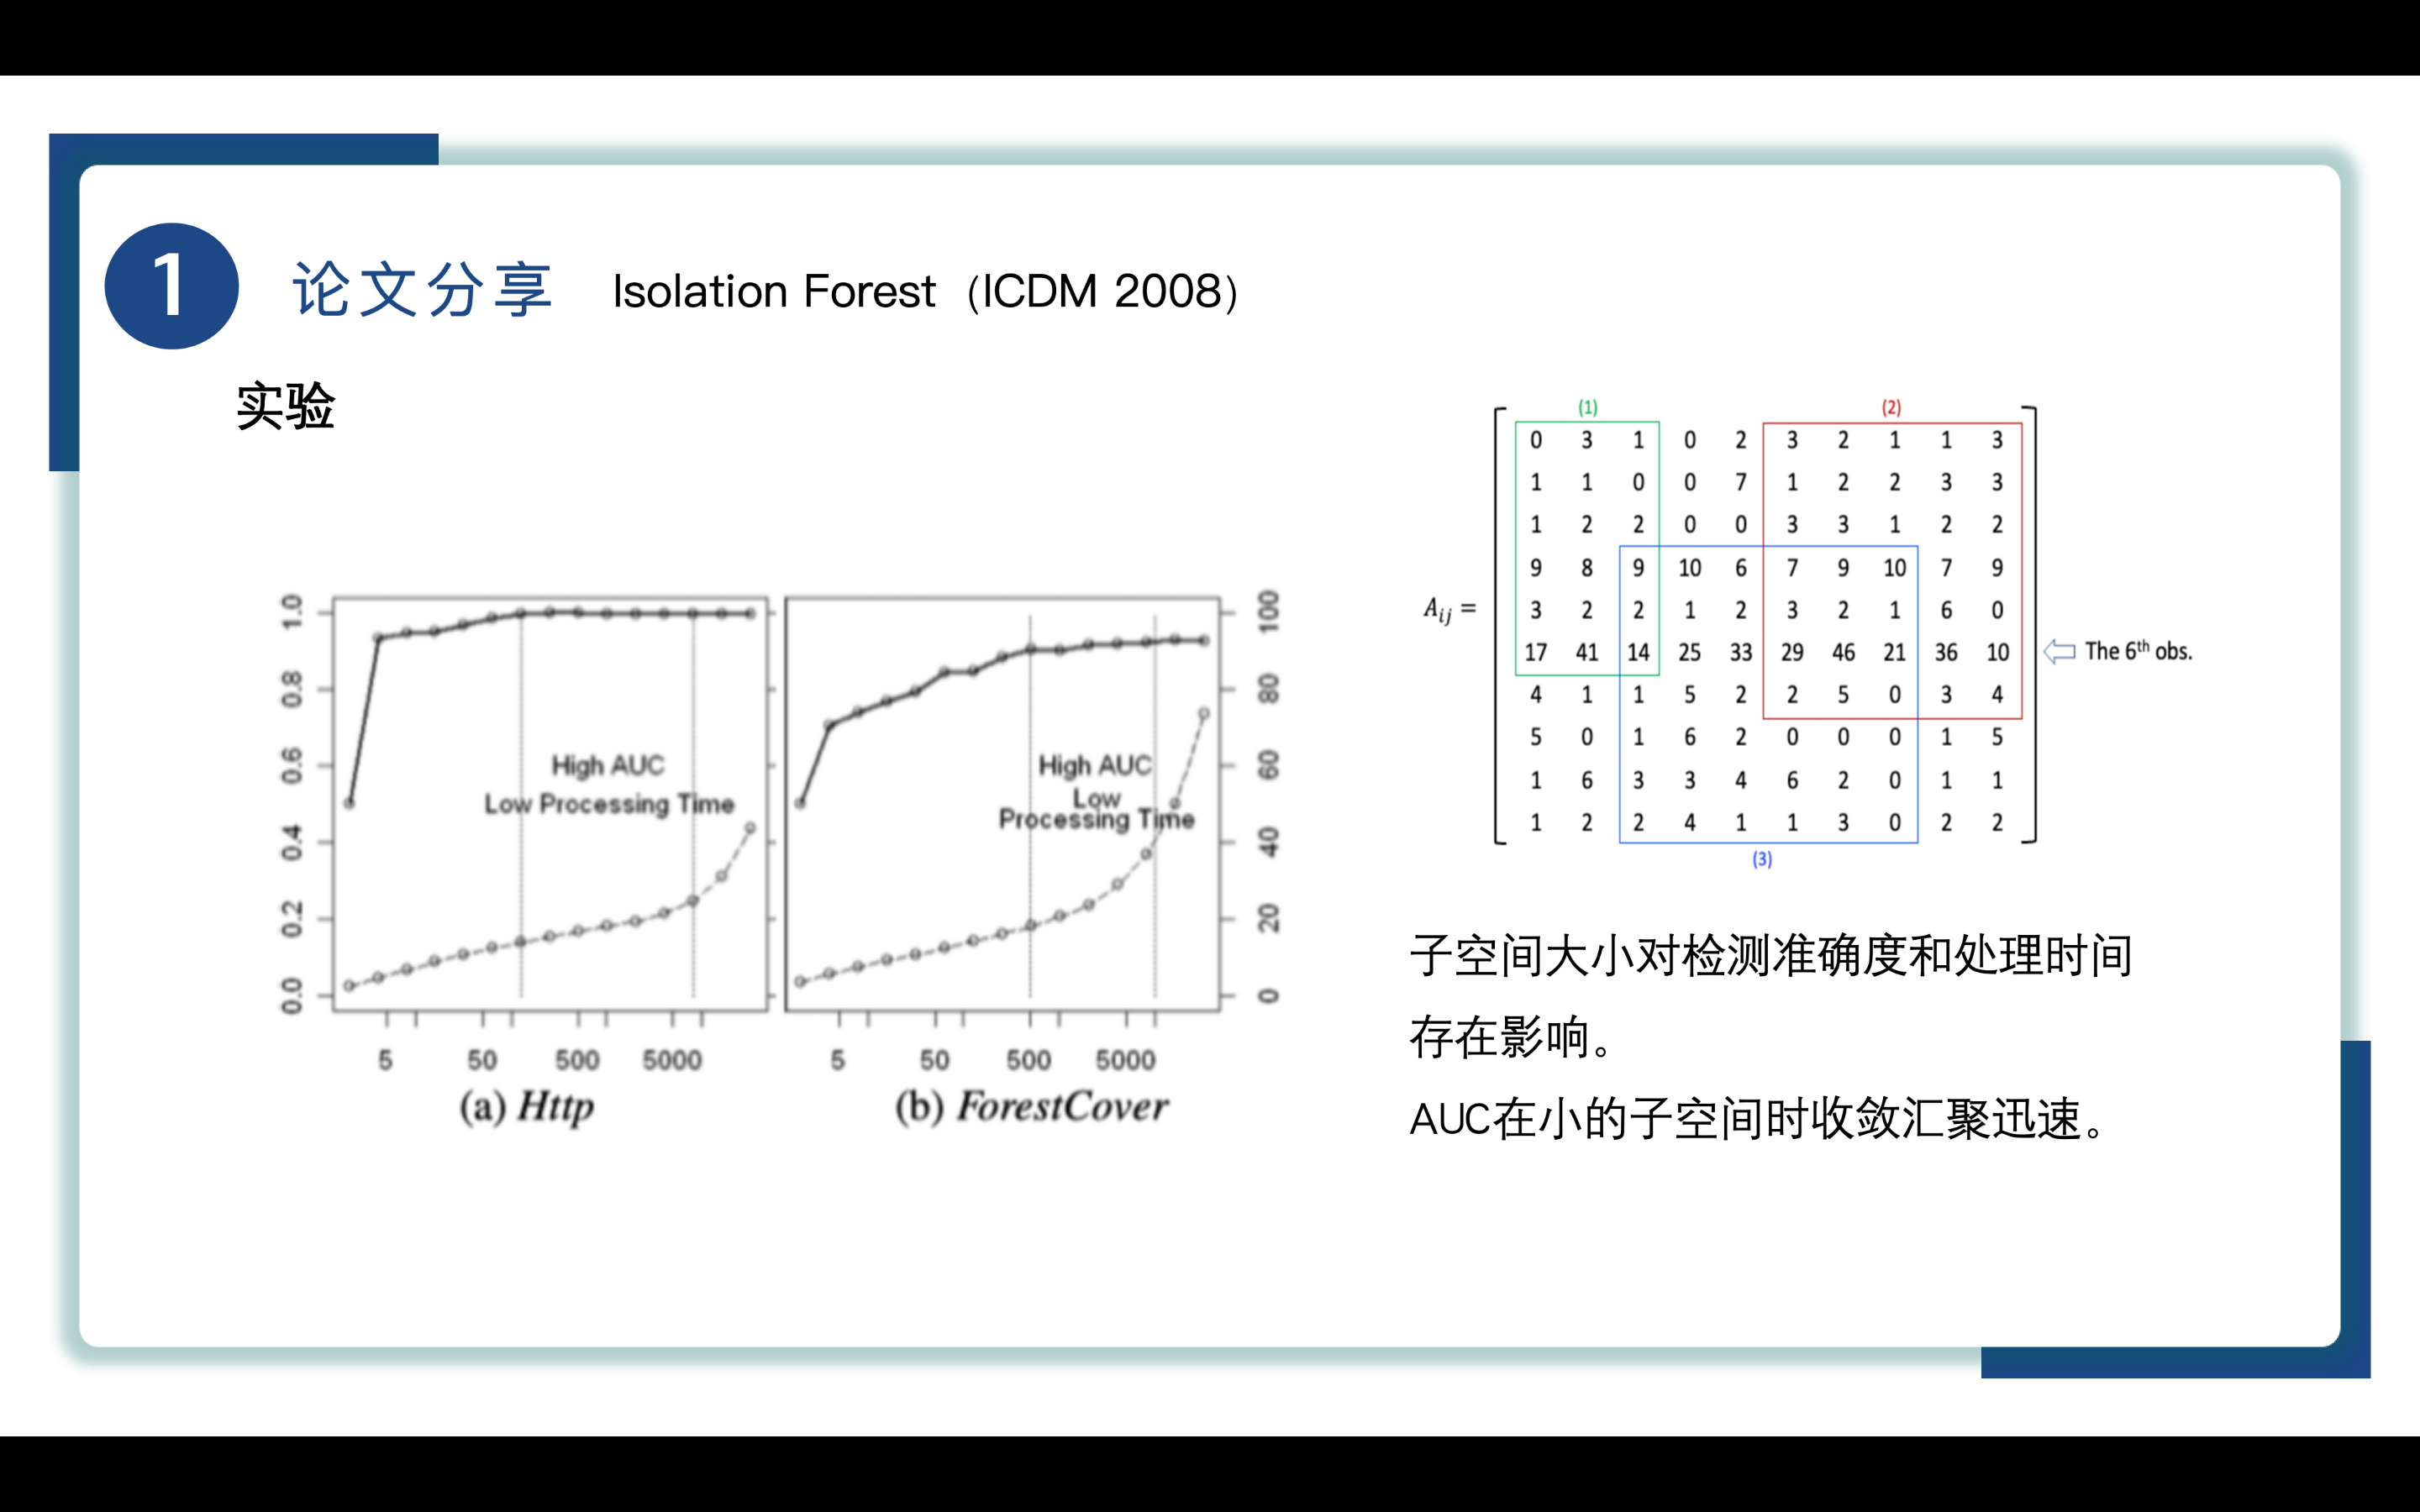 1
论文分享 Isolation Forest（ICDM 2008）
实验
1.0
0.8
0.6
0.4
0.2
0.0
High AUC
Low Processing Time
5 50 500 5000
(a) Http
High AUC
Low
Processing Time
100
80
60
40
20
0
5 50 500 5000
(b) ForestCover
(1) (2)
0 3 1 0 2 3 2 1 1 3
1 1 0 0 7 1 2 2 3 3
1 2 2 0 0 3 3 1 2 2
9 8 9 10 6 7 9 10 7 9
A_{ij} = 3 2 2 1 2 3 2 1 6 0
17 41 14 25 33 29 46 21 36 10 The 6th obs.
4 1 1 5 2 2 5 0 3 4
5 0 1 6 2 0 0 0 1 5
1 6 3 3 4 6 2 0 1 1
1 2 2 4 1 1 3 0 2 2
(3)
子空间大小对检测准确度和处理时间
存在影响。
AUC在小的子空间时收敛汇聚迅速。